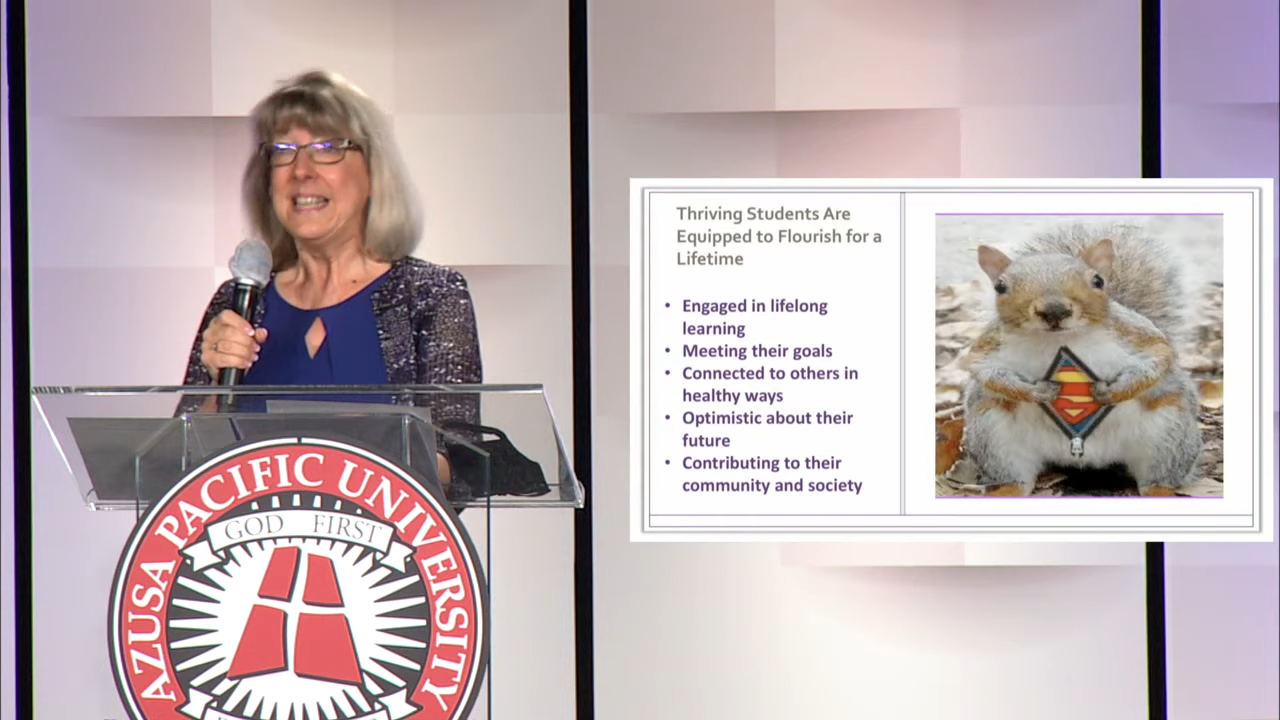 Thriving Students Are
Equipped to Flourish for a
Lifetime
• Engaged in lifelong
learning
• Meeting their goals
• Connected to others in
healthy ways
• Optimistic about their
future
• Contributing to their
community and society
AZUSA PACIFIC UNIVERSITY
GOD FIRST